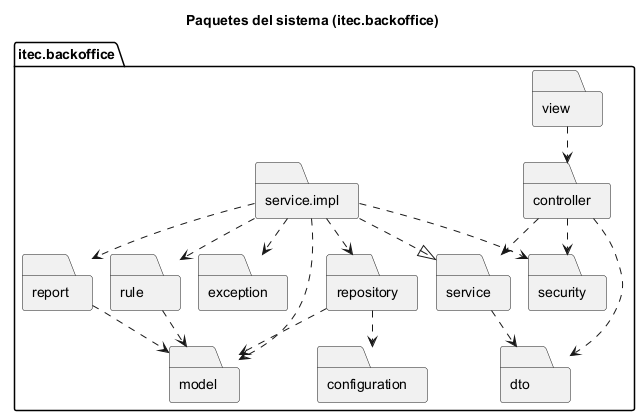 Paquetes del sistema (itec.backoffice)
itec.backoffice
view
service.impl
controller
report
rule
exception
repository
service
security
model
configuration
dto